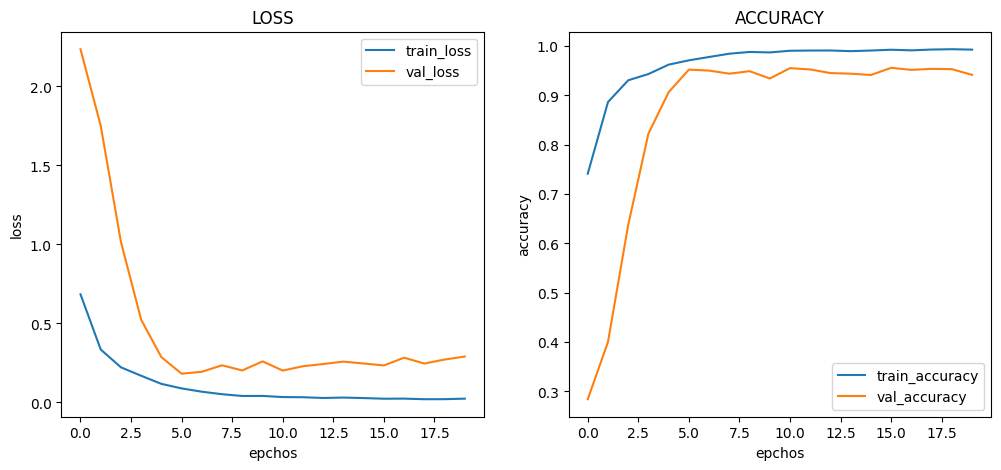 LOSS
train_loss
val_loss
2.0
1.5
1.0
0.5
0.0
loss
0.0 2.5 5.0 7.5 10.0 12.5 15.0 17.5
epchos
ACCURACY
1.0
0.9
0.8
0.7
0.6
0.5
0.4
0.3
accuracy
train_accuracy
val_accuracy
0.0 2.5 5.0 7.5 10.0 12.5 15.0 17.5
epchos